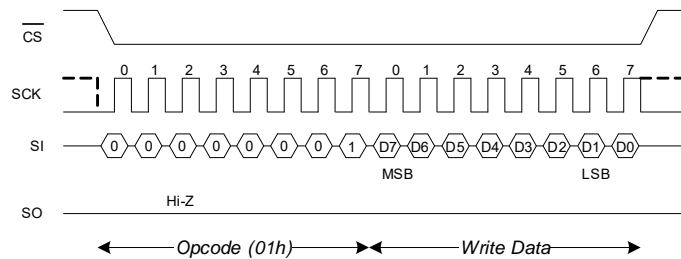 CS
0 1 2 3 4 5 6 7 0 1 2 3 4 5 6 7
SCK
SI 0 0 0 0 0 0 0 1 D7 D6 D5 D4 D3 D2 D1 D0
MSB LSB
Hi-Z
SO
Opcode (01h) Write Data